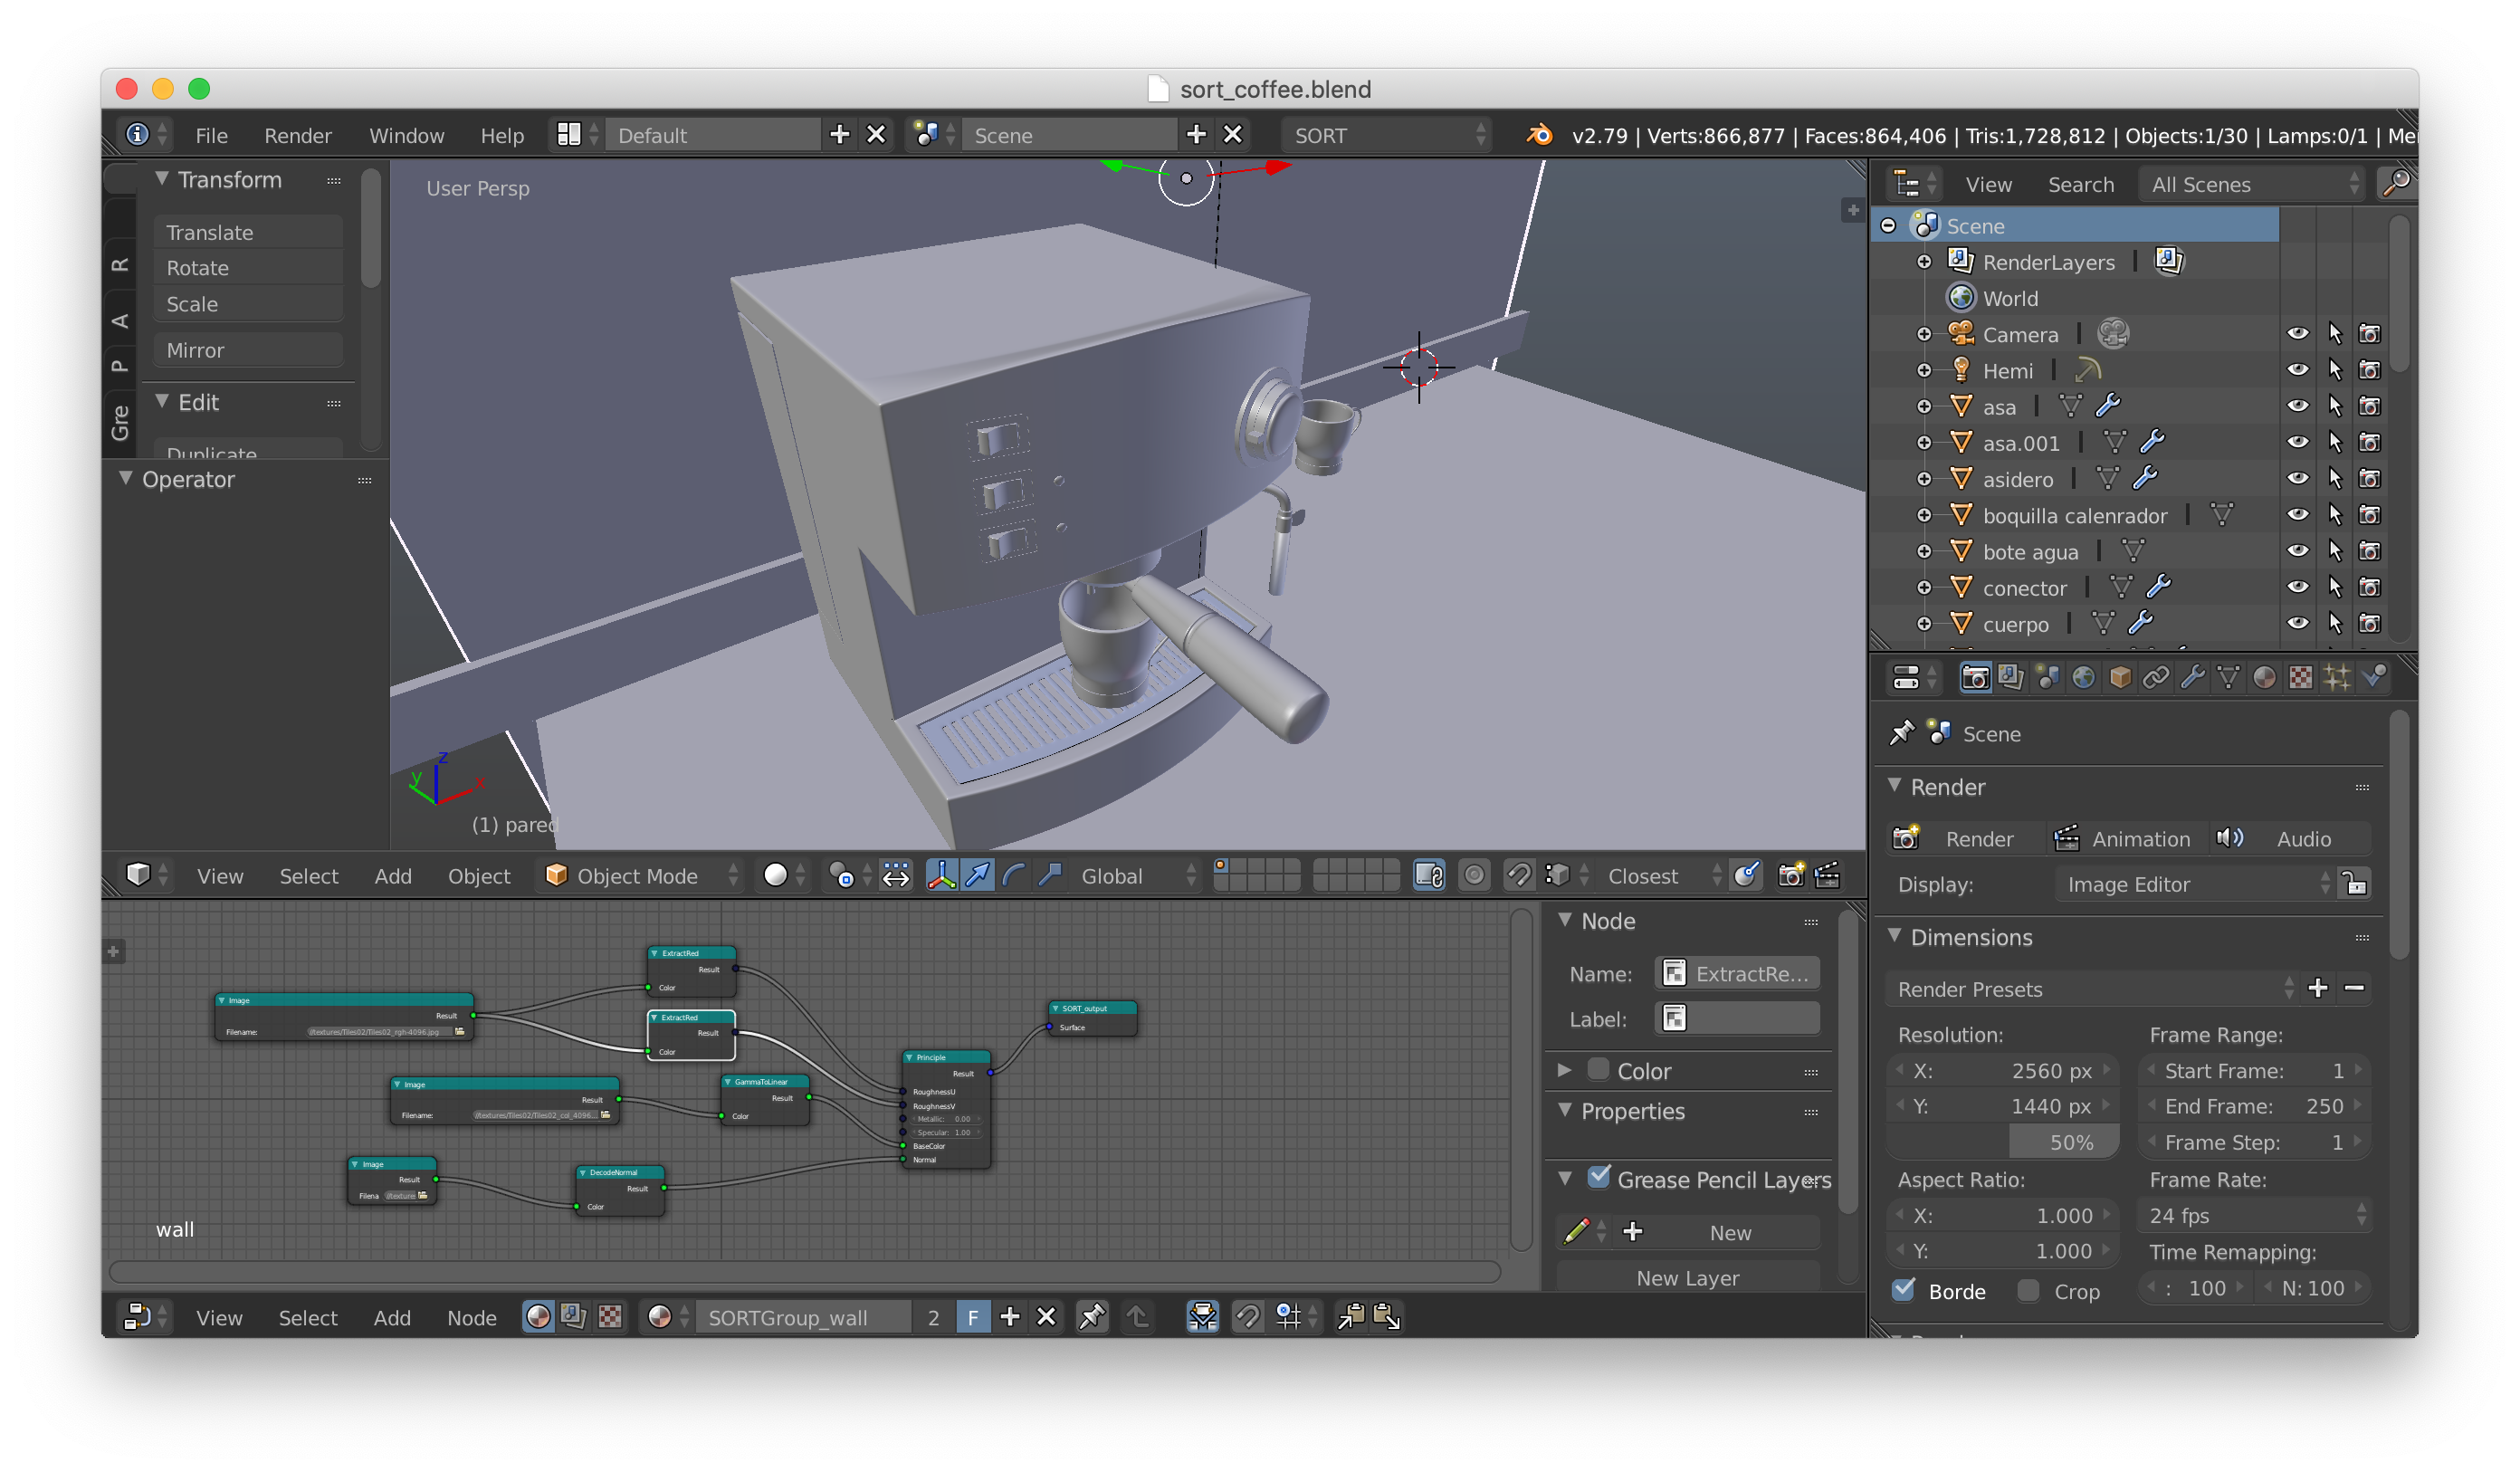 sort_coffee.blend
File Render Window Help Default Scene SORT v2.79 | Verts:866,877 | Faces:864,406 | Tris:1,728,812 | Objects:1/30 | Lamps:0/1 |
Transform
Translate
Rotate
Scale
Mirror
Edit
Duplicate
Operator
R
A
P
Gre
User Persp
z
y
x
(1) pared
View Search All Scenes
Scene
RenderLayers
World
Camera
Hemi
asa
asa.001
asidero
boquilla calenrador
bote agua
conector
cuerpo
View Select Add Object Object Mode Global Closest
Scene
Render
Render Animation Audio
Display: Image Editor
Dimensions
Render Presets
Resolution: Frame Range:
X: 2560 px Start Frame: 1
Y: 1440 px End Frame: 250
50% Frame Step: 1
Aspect Ratio: Frame Rate:
X: 1.000 24 fps
Y: 1.000 Time Remapping:
Borde Crop : 100 N: 100
ExtractRed
Result
Color
Image
Result
Filename: //textures/Tiles02/Tiles02_rgh-4096.jpg
ExtractRed
Result
Color
SORT_output
Surface
Image
Result
Filename: //textures/Tiles02/Tiles02_col_4096...
GammaToLinear
Result
Color
Principle
Result
RoughnessU
RoughnessV
Metallic: 0.00
Specular: 1.00
BaseColor
Normal
Image
Result
Filena //texture
DecodeNormal
Result
Color
wall
Node
Name: ExtractRe...
Label:
Color
Properties
Grease Pencil Layers
New
New Layer
View Select Add Node SORTGroup_wall 2 F